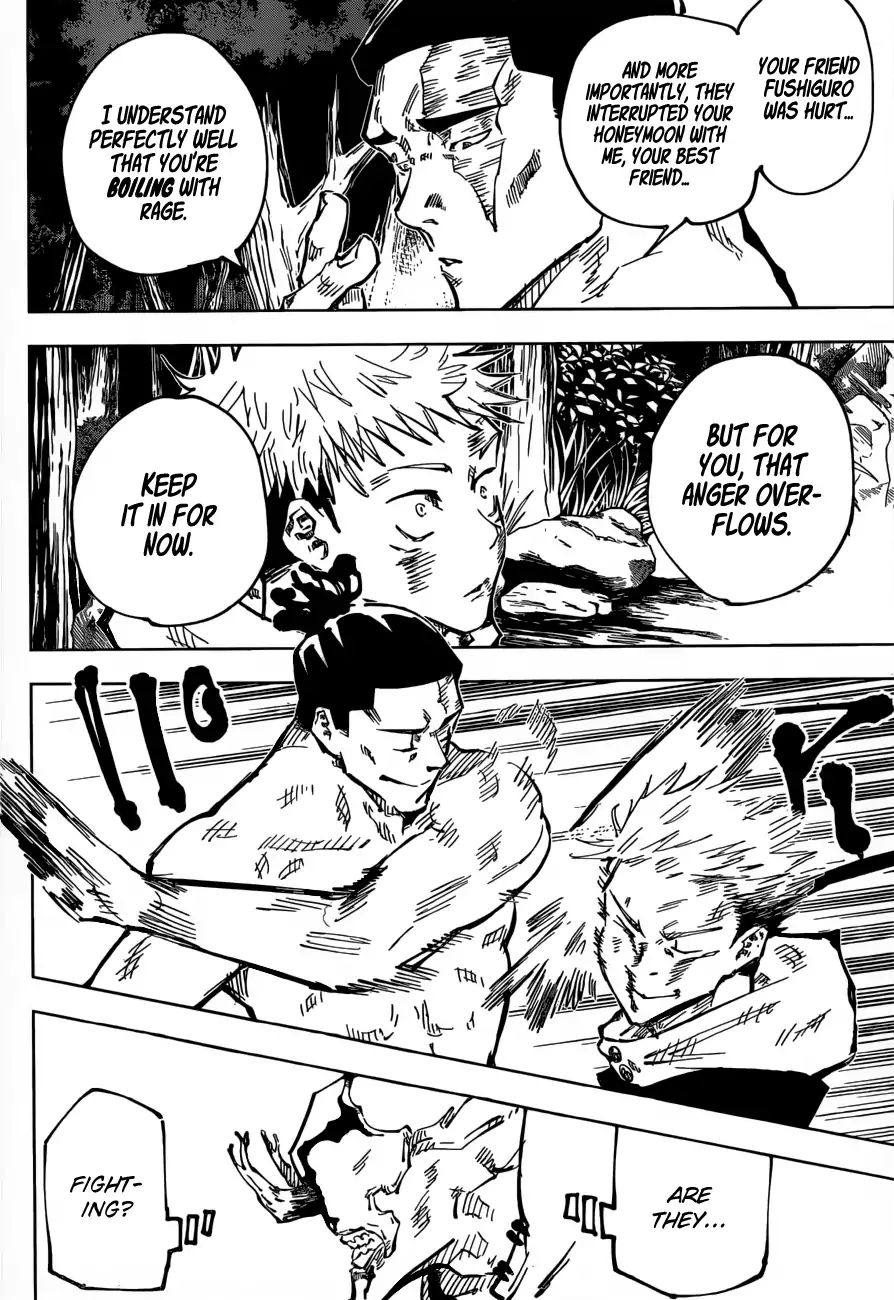 YOUR FRIEND
FUSHIGURO
WAS HURT...
AND MORE
IMPORTANTLY, THEY
INTERRUPTED YOUR
HONEYMOON WITH
ME, YOUR BEST
FRIEND...
I UNDERSTAND
PERFECTLY WELL
THAT YOU'RE
BOILING WITH
RAGE.
BUT FOR
YOU, THAT
ANGER OVER-
FLOWS.
KEEP
IT IN FOR
NOW.
ARE
THEY...
FIGHT-
ING?